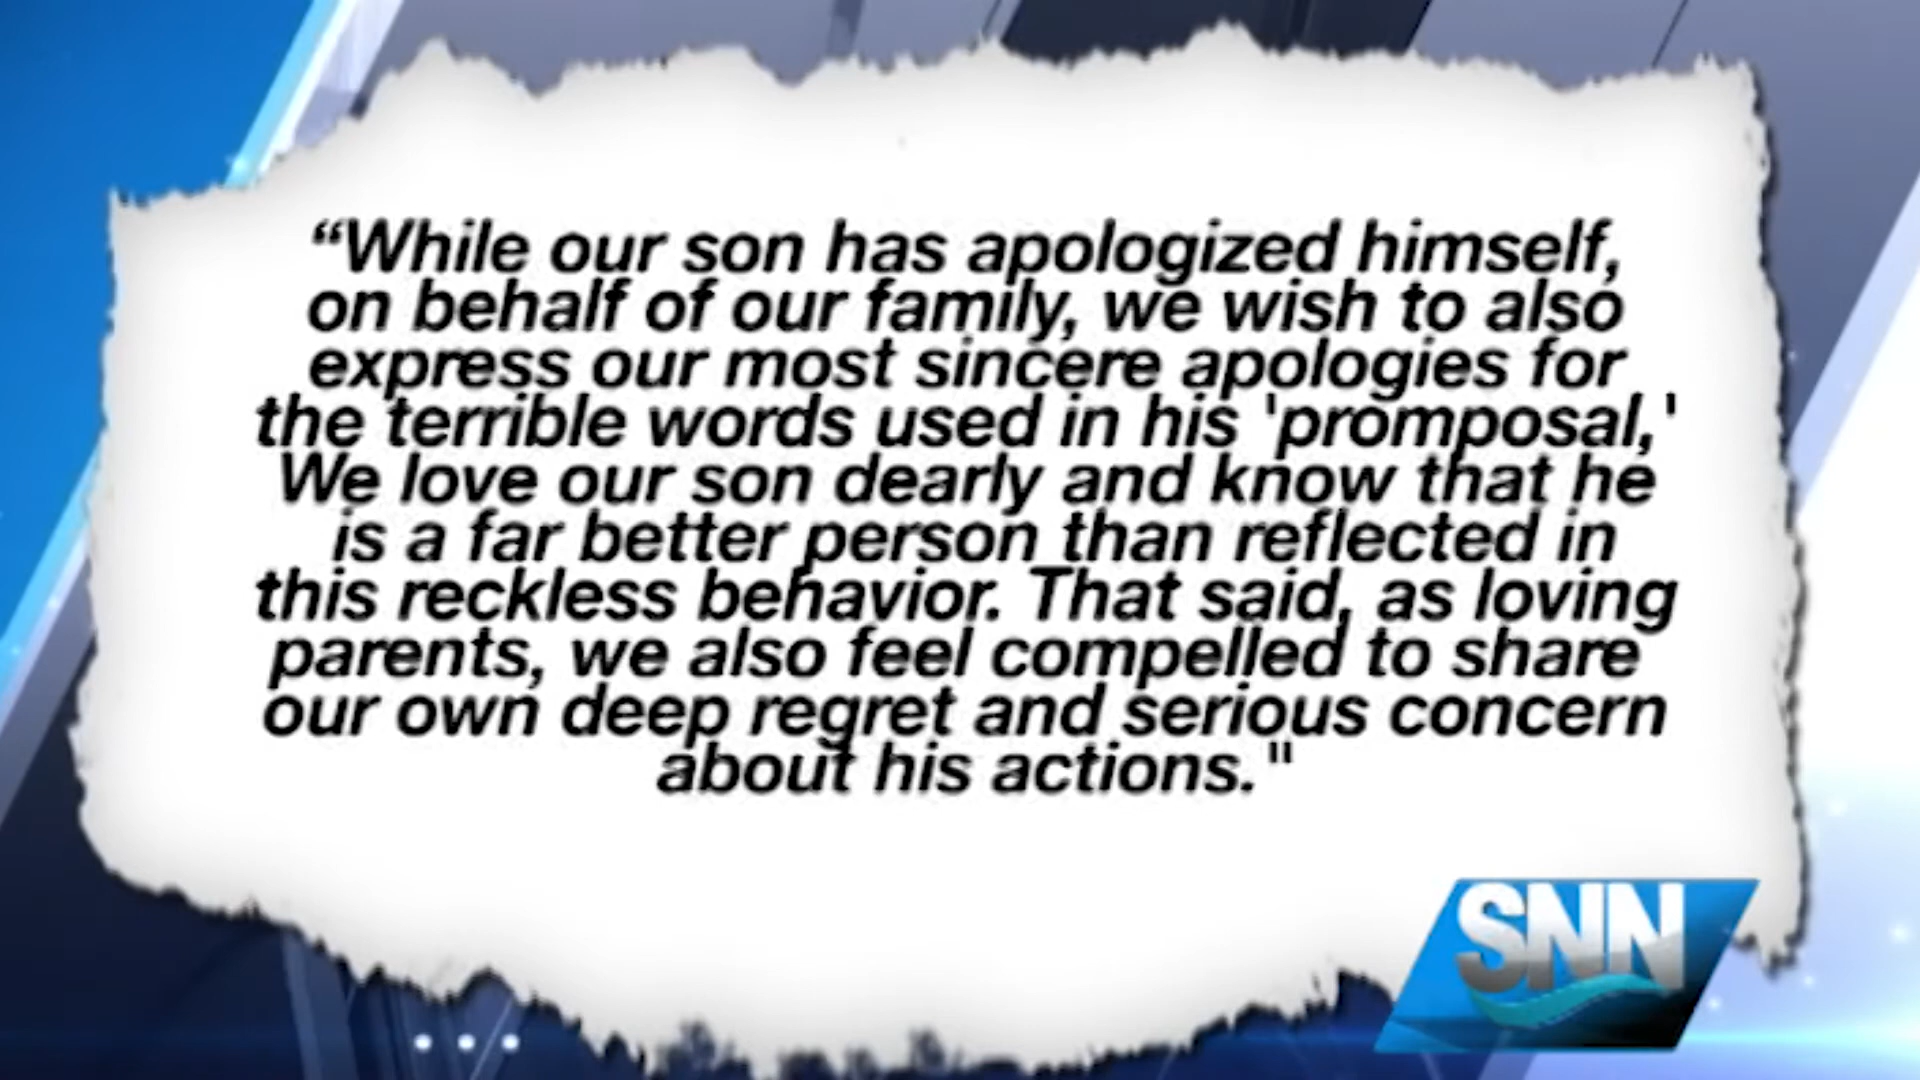 “While our son has apologized himself,
on behalf of our family, we wish to also
express our most sincere apologies for
the terrible words used in his 'promposal,'
We love our son dearly and know that he
is a far better person than reflected in
this reckless behavior. That said, as loving
parents, we also feel compelled to share
our own deep regret and serious concern
about his actions."
SNN